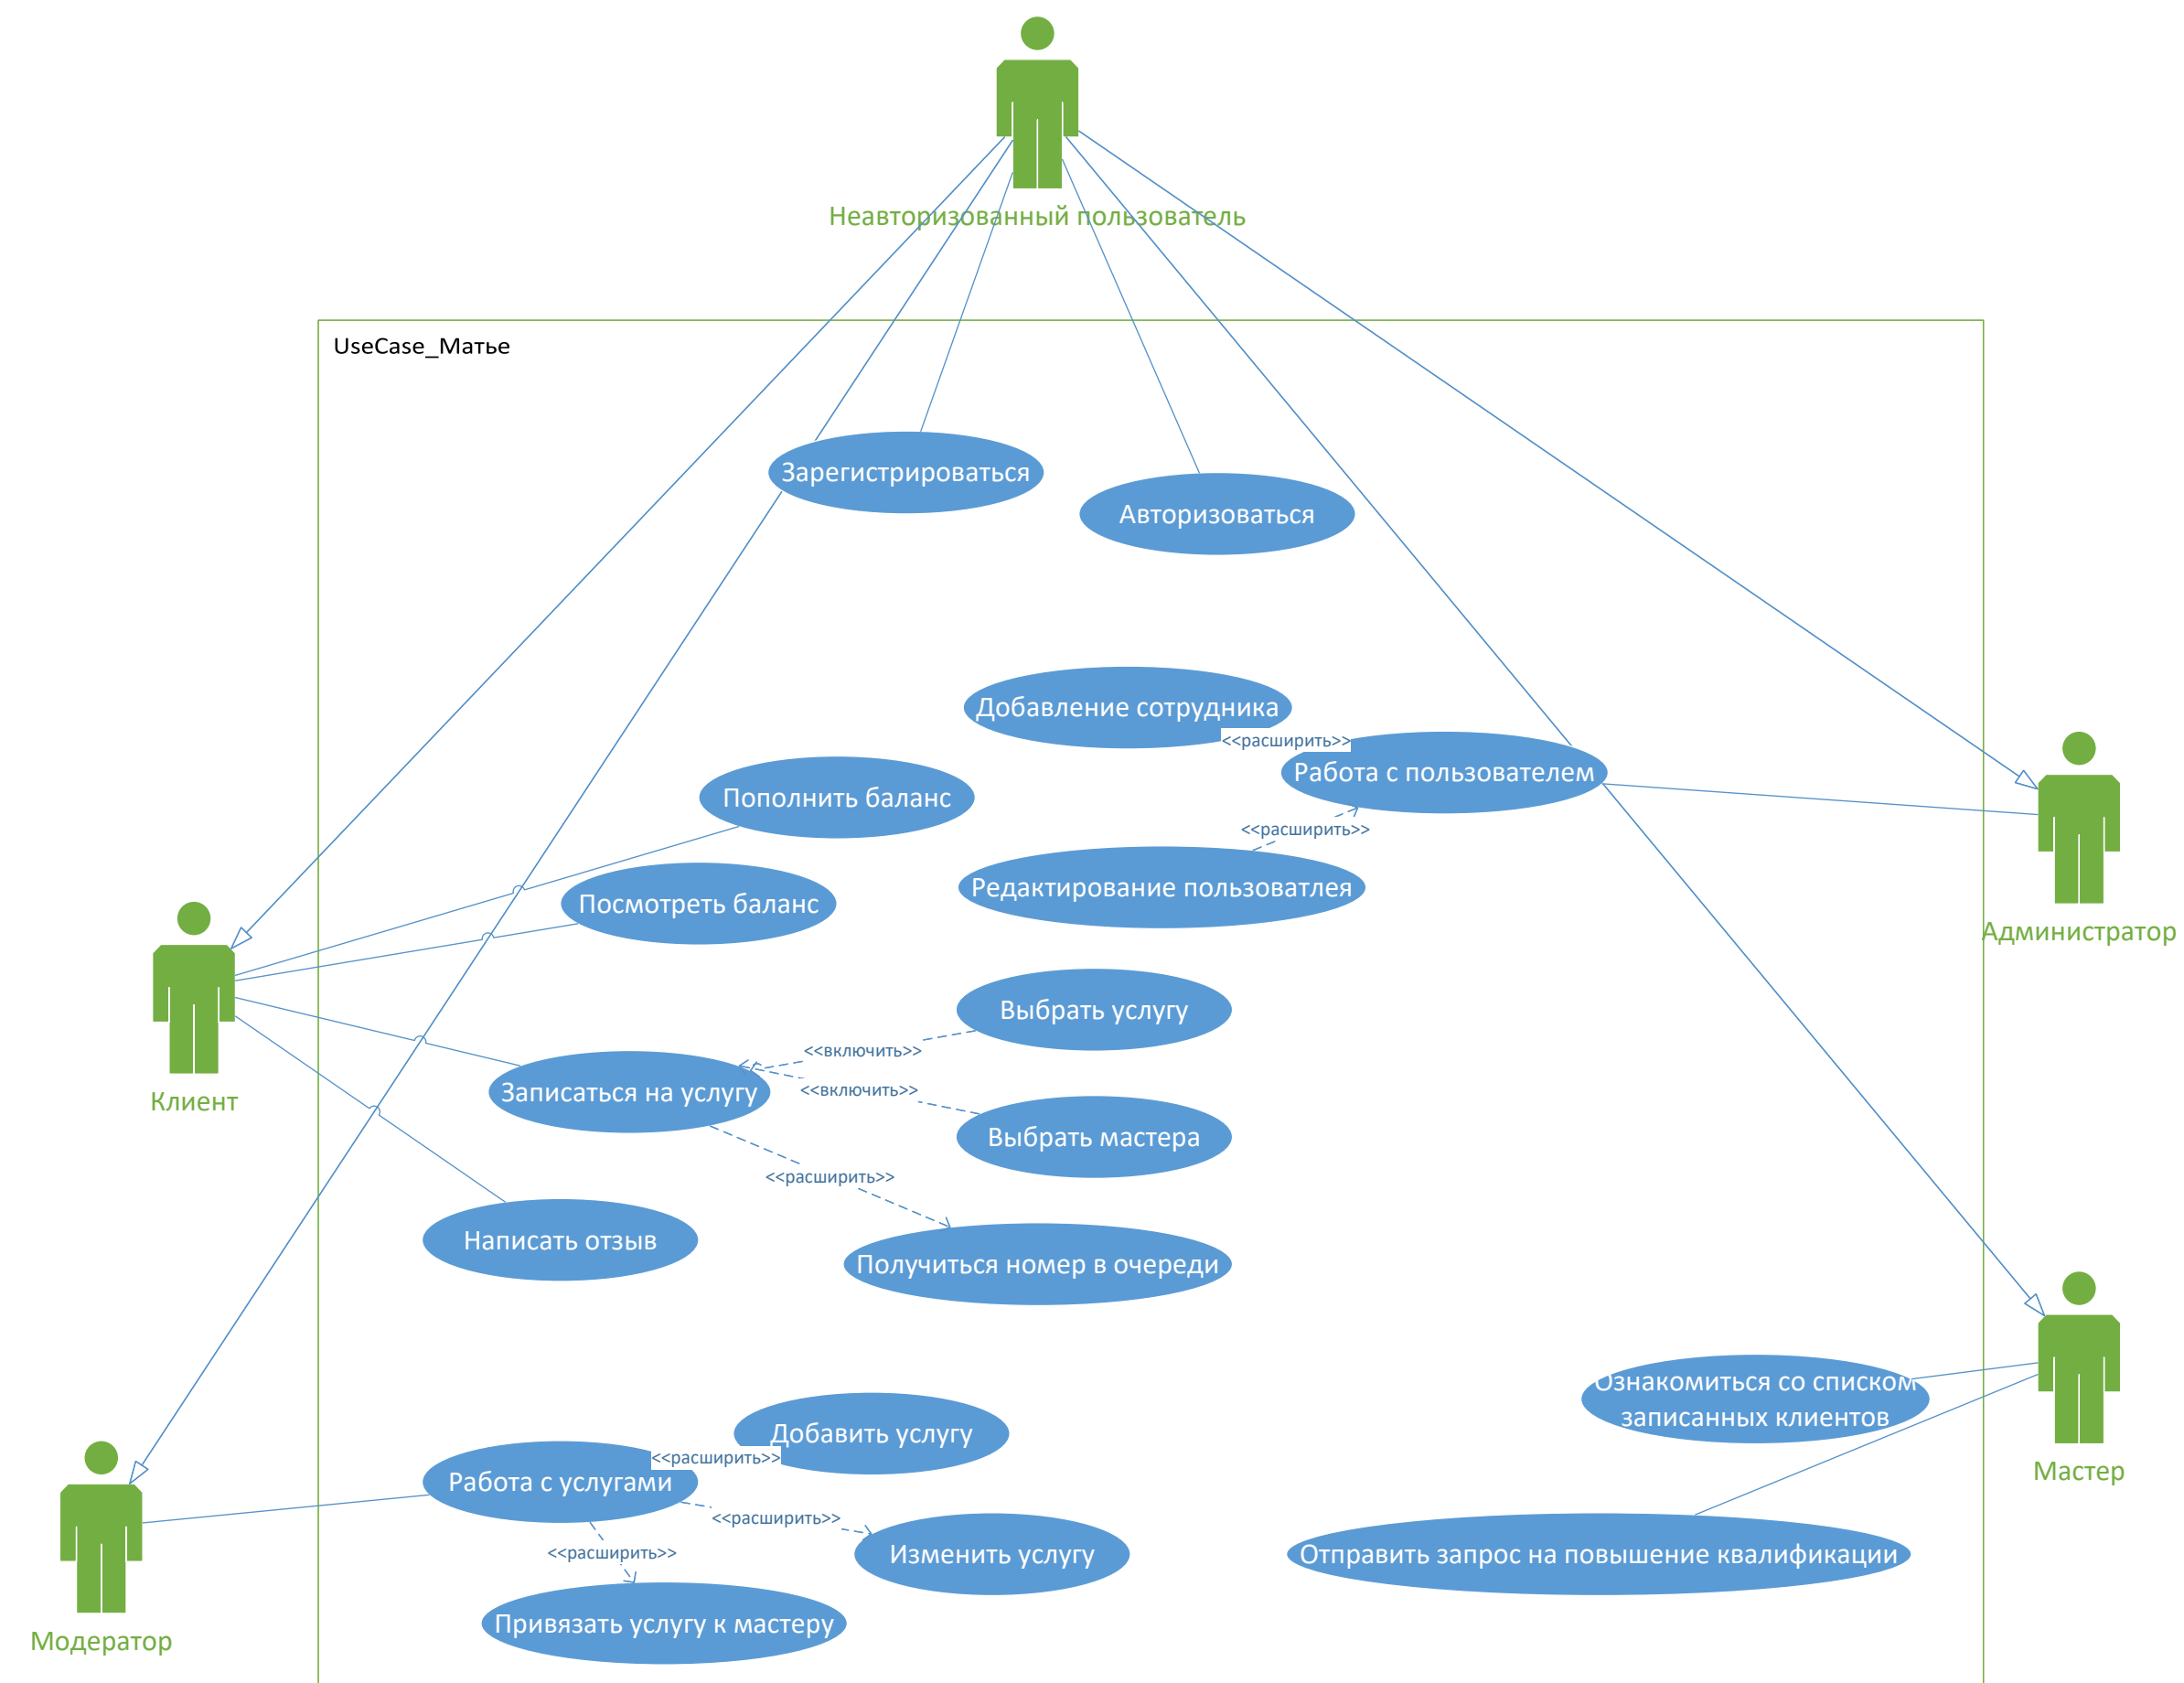 Неавторизованный пользователь
UseCase_Матье
Зарегистрироваться
Авторизоваться
Добавление сотрудника
<<расширить>>
Работа с пользователем
Пополнить баланс
<<расширить>>
Редактирование пользоватлея
Посмотреть баланс
Администратор
Выбрать услугу
<<включить>>
Записаться на услугу
<<включить>>
Клиент
Выбрать мастера
<<расширить>>
Написать отзыв
Получиться номер в очереди
Ознакомиться со списком
записанных клиентов
Добавить услугу
<<расширить>>
Мастер
Работа с услугами
<<расширить>>
<<расширить>>
Изменить услугу
Отправить запрос на повышение квалификации
Привязать услугу к мастеру
Модератор